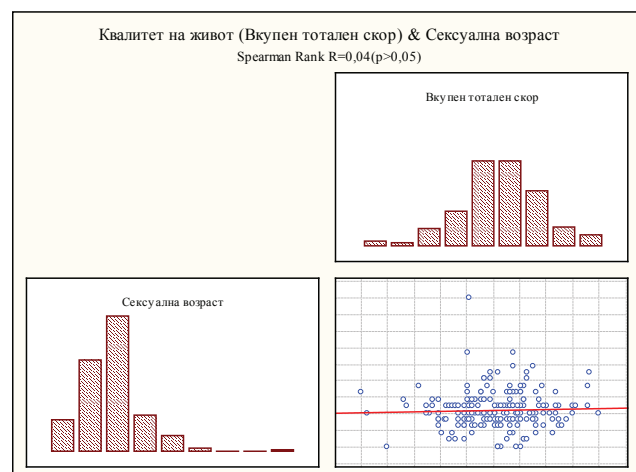 Квалитет на живот (Вкупен тотален скор) & Сексуална возраст
Spearman Rank R=0,04(p>0,05)
Вкупен тотален скор
Сексуална возраст